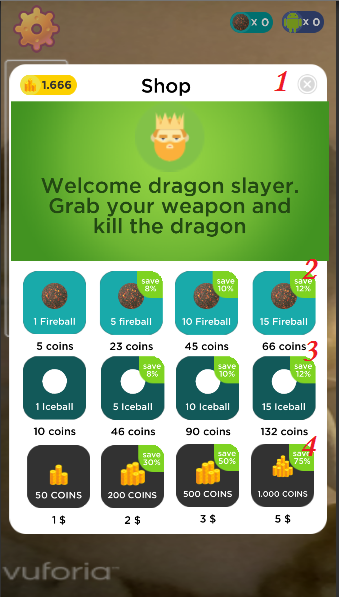 x 0
x 0
1.666
Shop
1
Welcome dragon slayer.
Grab your weapon and
kill the dragon
2
save
8%
save
10%
save
12%
1 Fireball
5 fireball
10 Fireball
15 Fireball
5 coins
23 coins
45 coins
66 coins
3
save
8%
save
10%
save
12%
1 Iceball
5 Iceball
10 Iceball
15 Iceball
10 coins
46 coins
90 coins
132 coins
4
save
30%
save
50%
save
75%
50 COINS
200 COINS
500 COINS
1.000 COINS
1 $
2 $
3 $
5 $
vuforia™